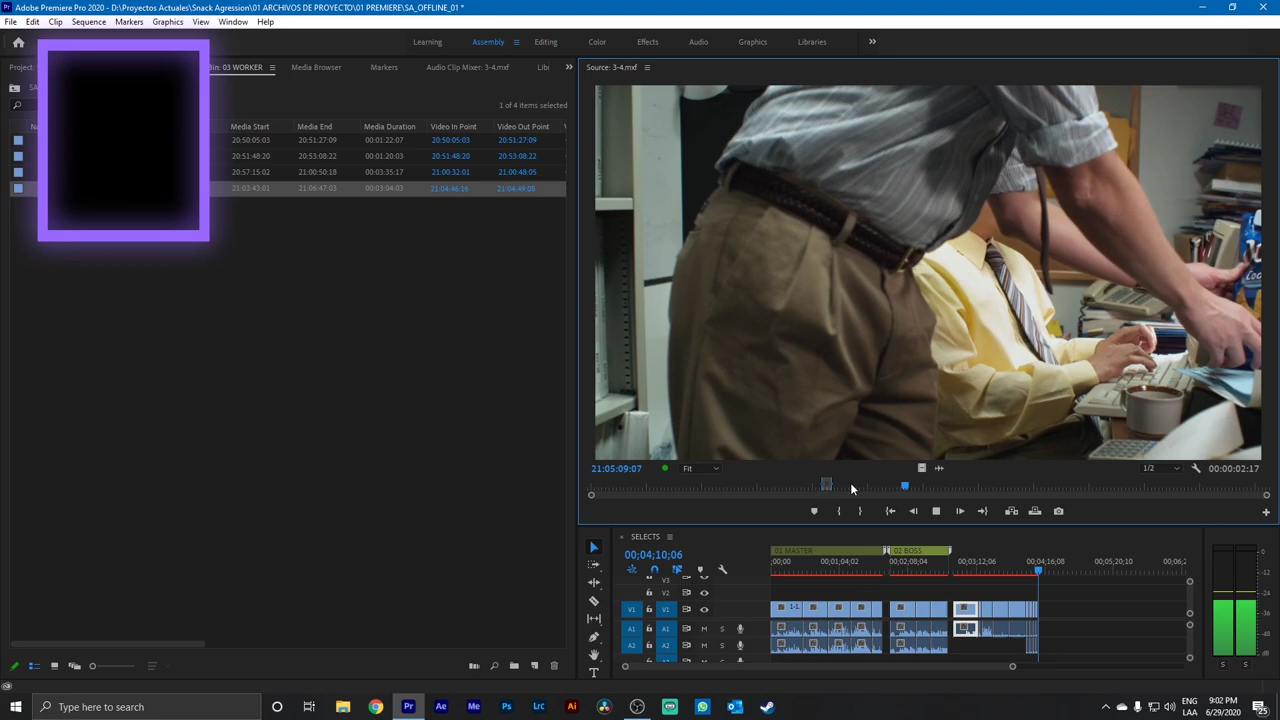 Adobe Premiere Pro 2020 - D:\Proyectos Actuales\Snack Agression\01 ARCHIVOS DE PROYECTO\01 PREMIERE\SA_OFFLINE_01 *
File Edit Clip Sequence Markers Graphics View Window Help
Learning Assembly Editing Color Effects Audio Graphics Libraries
Project: Bin: 03 WORKER Media Browser Markers Audio Clip Mixer: 3-4.mxf
Source: 3-4.mxf
1 of 4 items selected
Media Start Media End Media Duration Video In Point Video Out Point
20:50:05:03 20:51:27:09 00:01:22:07 20:50:05:03 20:51:27:09
20:51:48:20 20:53:08:22 00:01:20:03 20:51:48:20 20:53:08:22
20:57:15:02 21:00:50:18 00:03:35:17 21:00:32:01 21:00:48:05
21:03:43:01 21:06:47:03 00:03:04:03 21:04:46:16 21:04:49:08
21:05:09:07 Fit 1/2 00:00:02:17
SELECTS
00;04;10;06
01 MASTER 02 BOSS
;00;00 00;01;04;02 00;02;08;04 00;03;12;06 00;04;16;08 00;05;20;10
V3
V2
V1 V1
A1 A1 M S
A2 A2 M S
0
-12
-24
-36
-48
S S
Type here to search
ENG
LAA
9:02 PM
6/29/2020
25